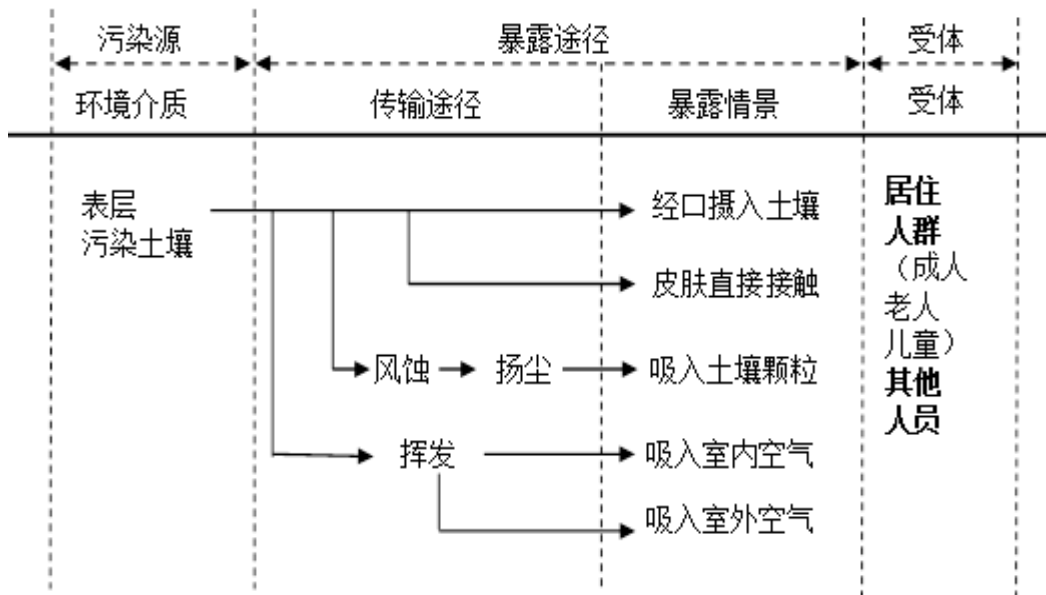 污染源
暴露途径
受体
环境介质
传输途径
暴露情景
受体
表层
污染土壤
经口摄入土壤
皮肤直接接触
风蚀
扬尘
吸入土壤颗粒
挥发
吸入室内空气
吸入室外空气
居住
人群
（成人
老人
儿童）
其他
人员